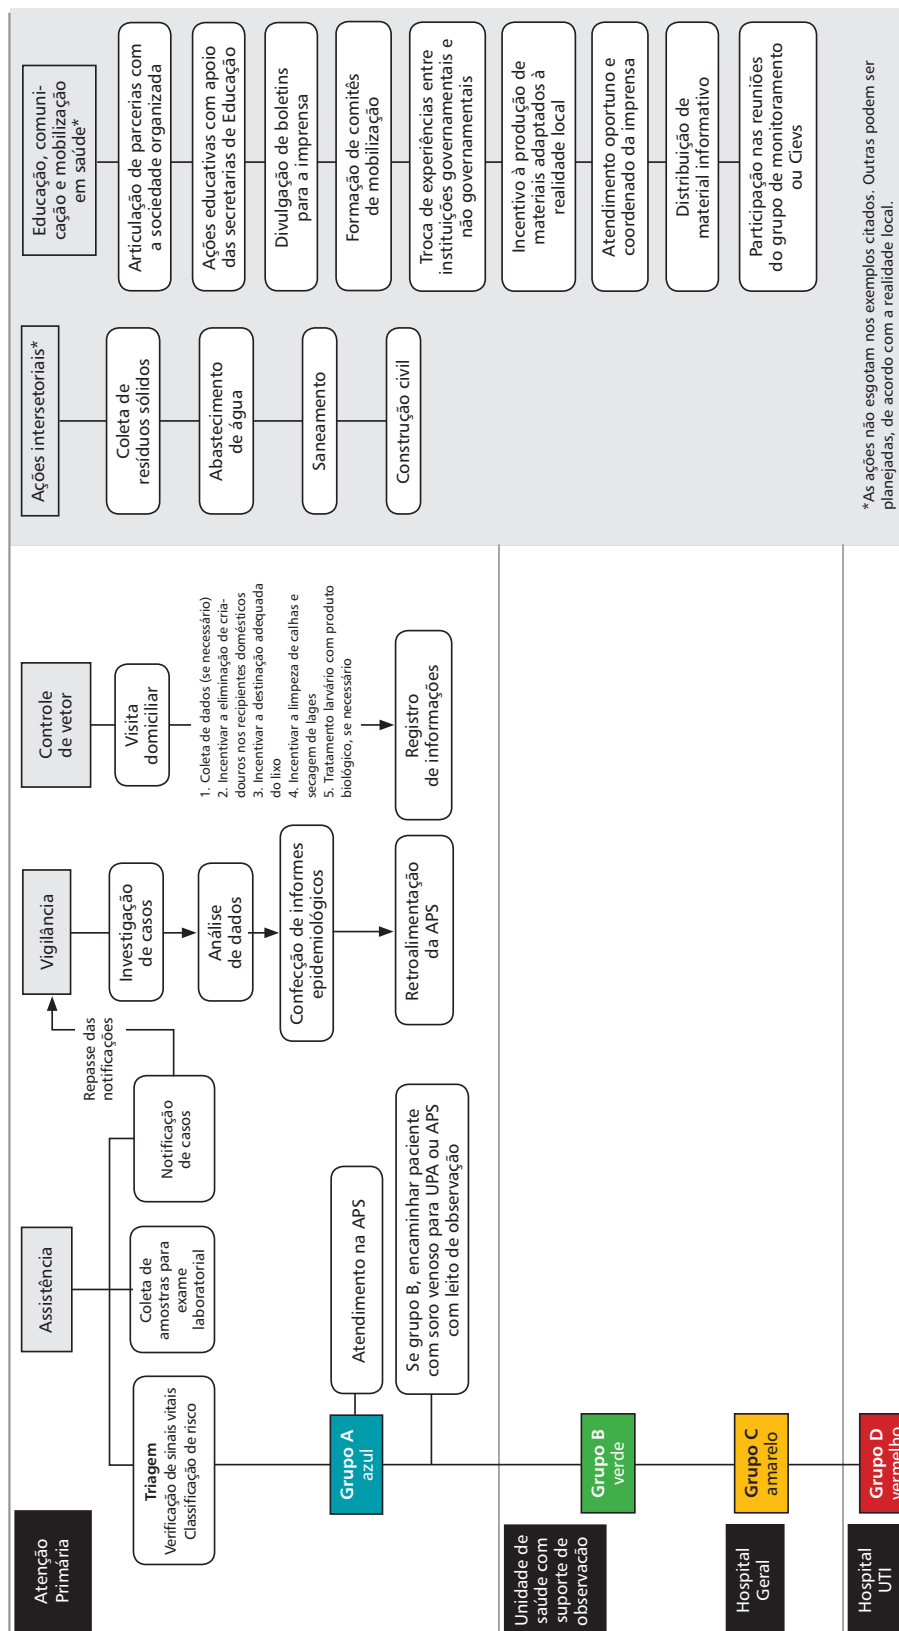 Atenção
Primária
Assistência
Triagem
Verificação de sinais vitais
Classificação de risco
Coleta de
amostras para
exame
laboratorial
Notificação
de casos
Repasse das
notificações
Grupo A
azul
Atendimento na APS
Se grupo B, encaminhar paciente
com soro venoso para UPA ou APS
com leito de observação
Vigilância
Investigação
de casos
Análise
de dados
Confecção de informes
epidemiológicos
Retroalimentação
da APS
Controle
de vetor
Visita
domiciliar
1. Coleta de dados (se necessário)
2. Incentivar a eliminação de cria-
douros nos recipientes domésticos
3. Incentivar a destinação adequada
do lixo
4. Incentivar a limpeza de calhas e
secagem de lages
5. Tratamento larvário com produto
biológico, se necessário
Registro
de informações
Ações intersetoriais*
Coleta de
resíduos sólidos
Abastecimento
de água
Saneamento
Construção civil
Educação, comuni-
cação e mobilização
em saúde*
Articulação de parcerias com
a sociedade organizada
Ações educativas com apoio
das secretarias de Educação
Divulgação de boletins
para a imprensa
Formação de comitês
de mobilização
Troca de experiências entre
instituições governamentais e
não governamentais
Incentivo à produção de
materiais adaptados à
realidade local
Atendimento oportuno e
coordenado da imprensa
Distribuição de
material informativo
Participação nas reuniões
do grupo de monitoramento
ou Cievs
Unidade de
saúde com
suporte de
observacão
Grupo B
verde
Hospital
Geral
Grupo C
amarelo
Hospital
UTI
Grupo D
vermelho
*As ações não esgotam nos exemplos citados. Outras podem ser
planejadas, de acordo com a realidade local.